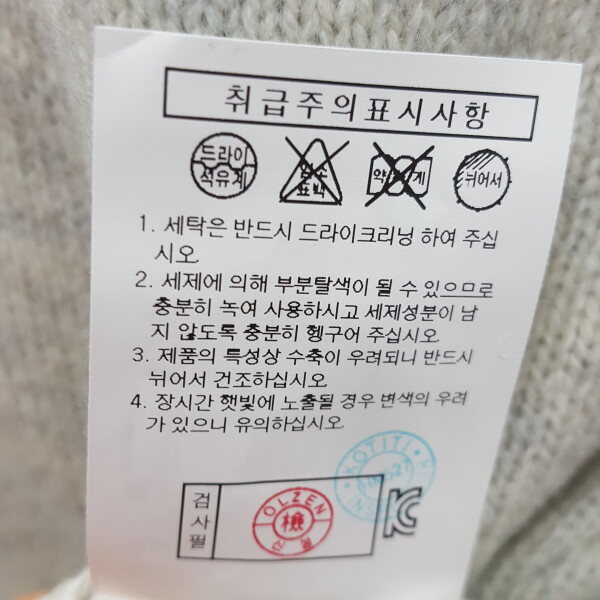 취급주의표시사항
드라이
석유계
염소
표백
약하게
뉘어서
1. 세탁은 반드시 드라이크리닝 하여 주십
시오.
2. 세제에 의해 부분탈색이 될 수 있으므로
충분히 녹여 사용하시고 세제성분이 남
지 않도록 충분히 헹구어 주십시오.
3. 제품의 특성상 수축이 우려되니 반드시
뉘어서 건조하십시오.
4. 장시간 햇빛에 노출될 경우 변색의 우려
가 있으니 유의하십시오.
KOTITI
검사필
OLZEN
檢
KC